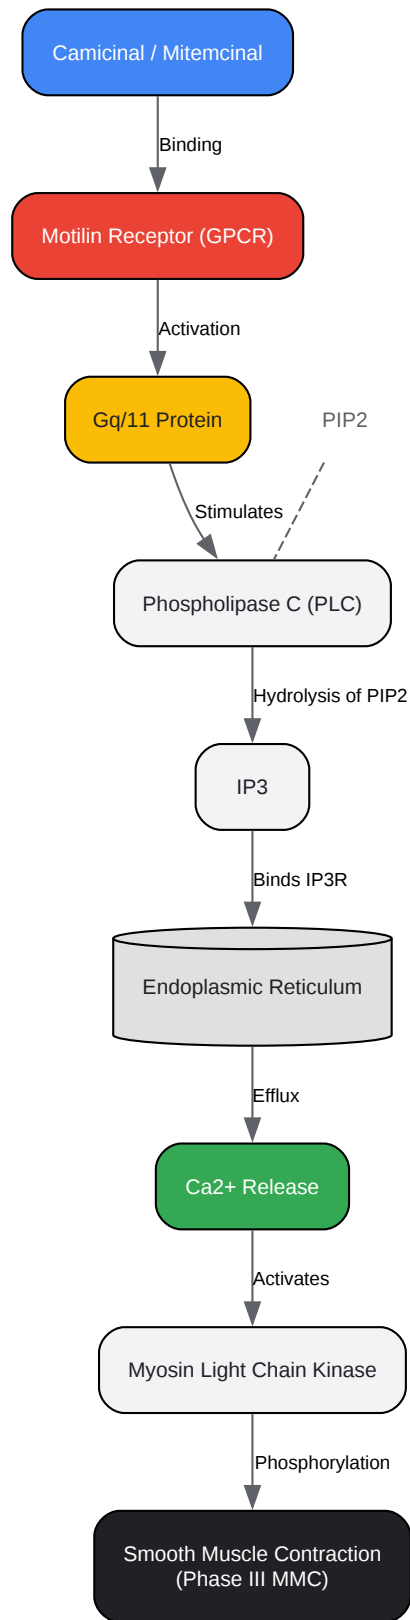 Camicinal / Mitemcinal
Binding
Motilin Receptor (GPCR)
Activation
Gq/11 Protein
PIP2
Stimulates
Phospholipase C (PLC)
Hydrolysis of PIP2
IP3
Binds IP3R
Endoplasmic Reticulum
Efflux
Ca2+ Release
Activates
Myosin Light Chain Kinase
Phosphorylation
Smooth Muscle Contraction
(Phase III MMC)